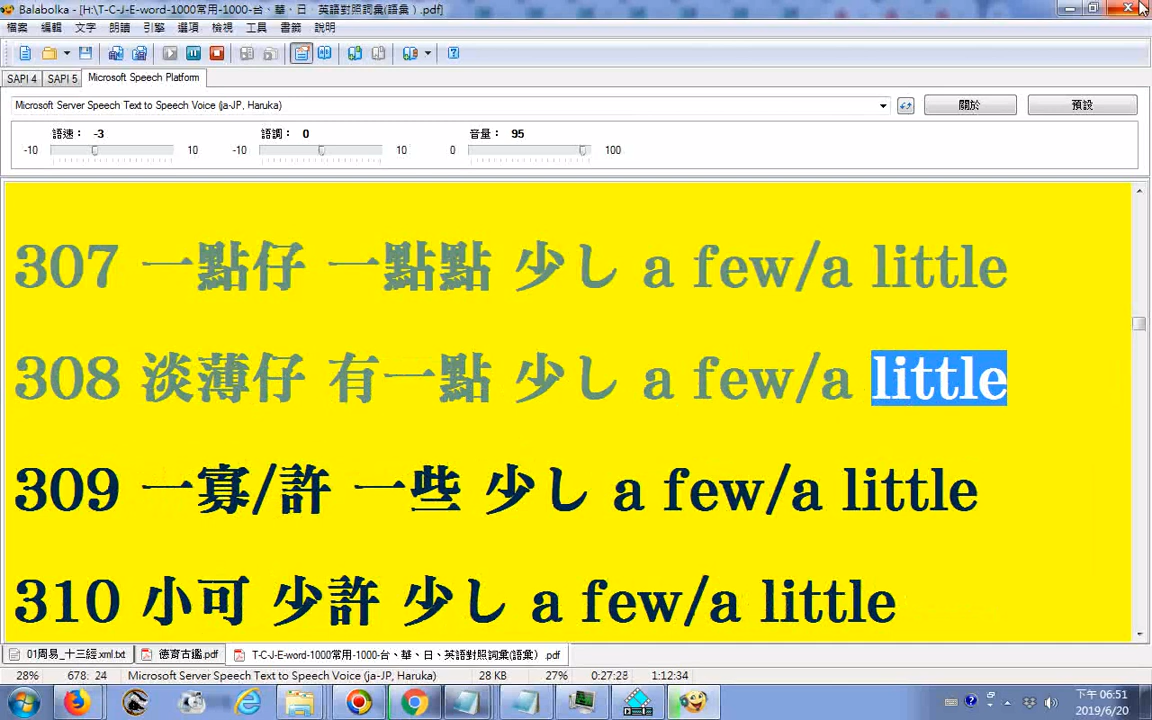 Balabolka - [H:\T-C-J-E-word-1000常用-1000-台、華、日、英語對照詞彙(語彙）.pdf]
檔案 編輯 文字 朗讀 引擎 選項 檢視 工具 書籤 說明
SAPI 4 SAPI 5 Microsoft Speech Platform
Microsoft Server Speech Text to Speech Voice (ja-JP, Haruka) 關於 預設
語速： -3 語調： 0 音量： 95
-10 10 -10 10 0 100
307 一點仔 一點點 少し a few/a little
308 淡薄仔 有一點 少し a few/a little
309 一寡/許 一些 少し a few/a little
310 小可 少許 少し a few/a little
01周易_十三經.xml.txt 德育古鑑.pdf T-C-J-E-word-1000常用-1000-台、華、日、英語對照詞彙(語彙）.pdf
28% 678: 24 Microsoft Server Speech Text to Speech Voice (ja-JP, Haruka) 28 KB 27% 0:27:28 1:12:34
下午 06:51
2019/6/20